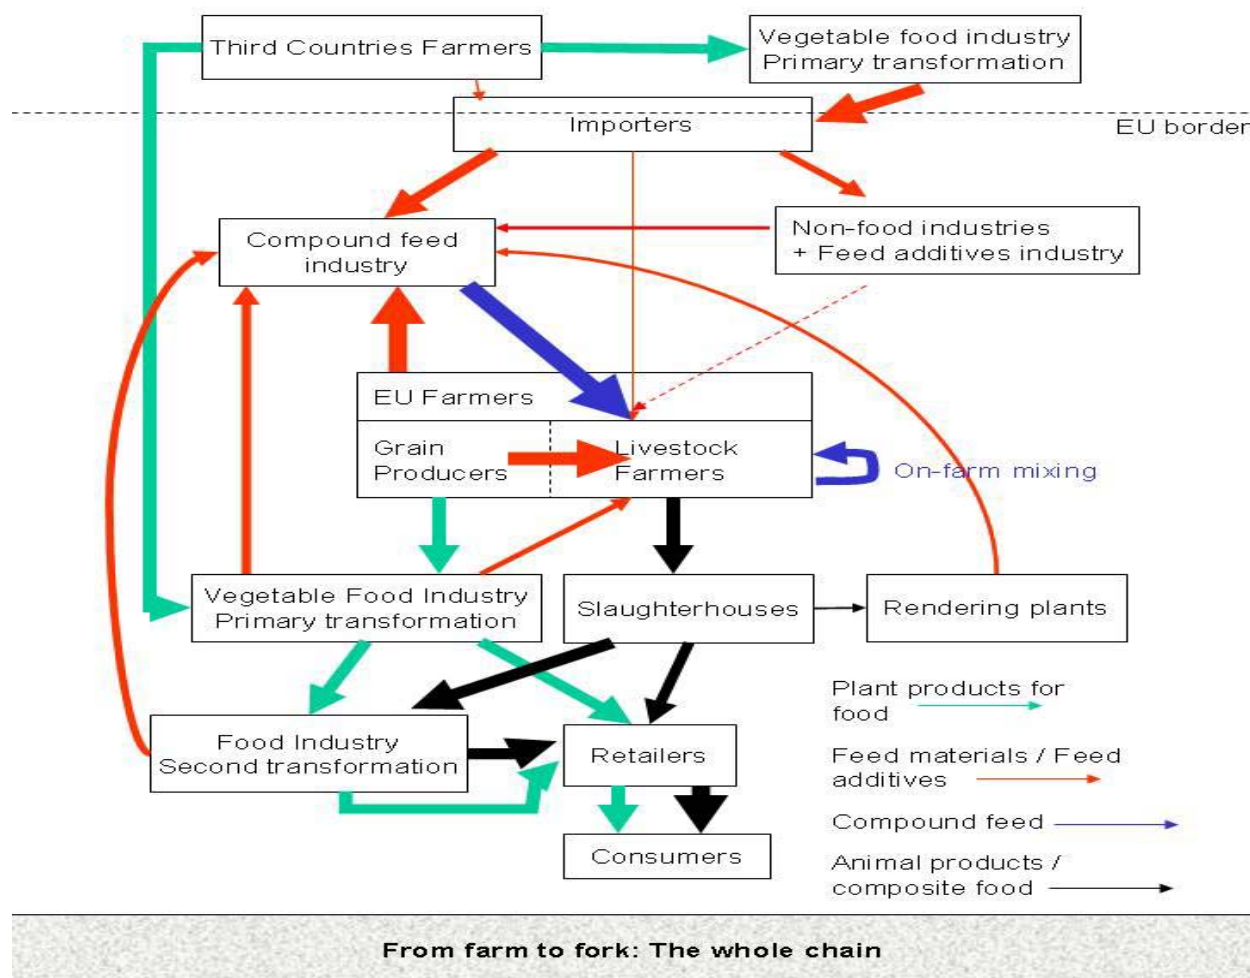 Third Countries Farmers
Vegetable food industry
Primary transformation
Importers
EU border
Compound feed
industry
Non-food industries
+ Feed additives industry
EU Farmers
Grain
Producers
Livestock
Farmers
On-farm mixing
Vegetable Food Industry
Primary transformation
Slaughterhouses
Rendering plants
Food Industry
Second transformation
Retailers
Consumers
Plant products for
food
Feed materials / Feed
additives
Compound feed
Animal products /
composite food
From farm to fork: The whole chain